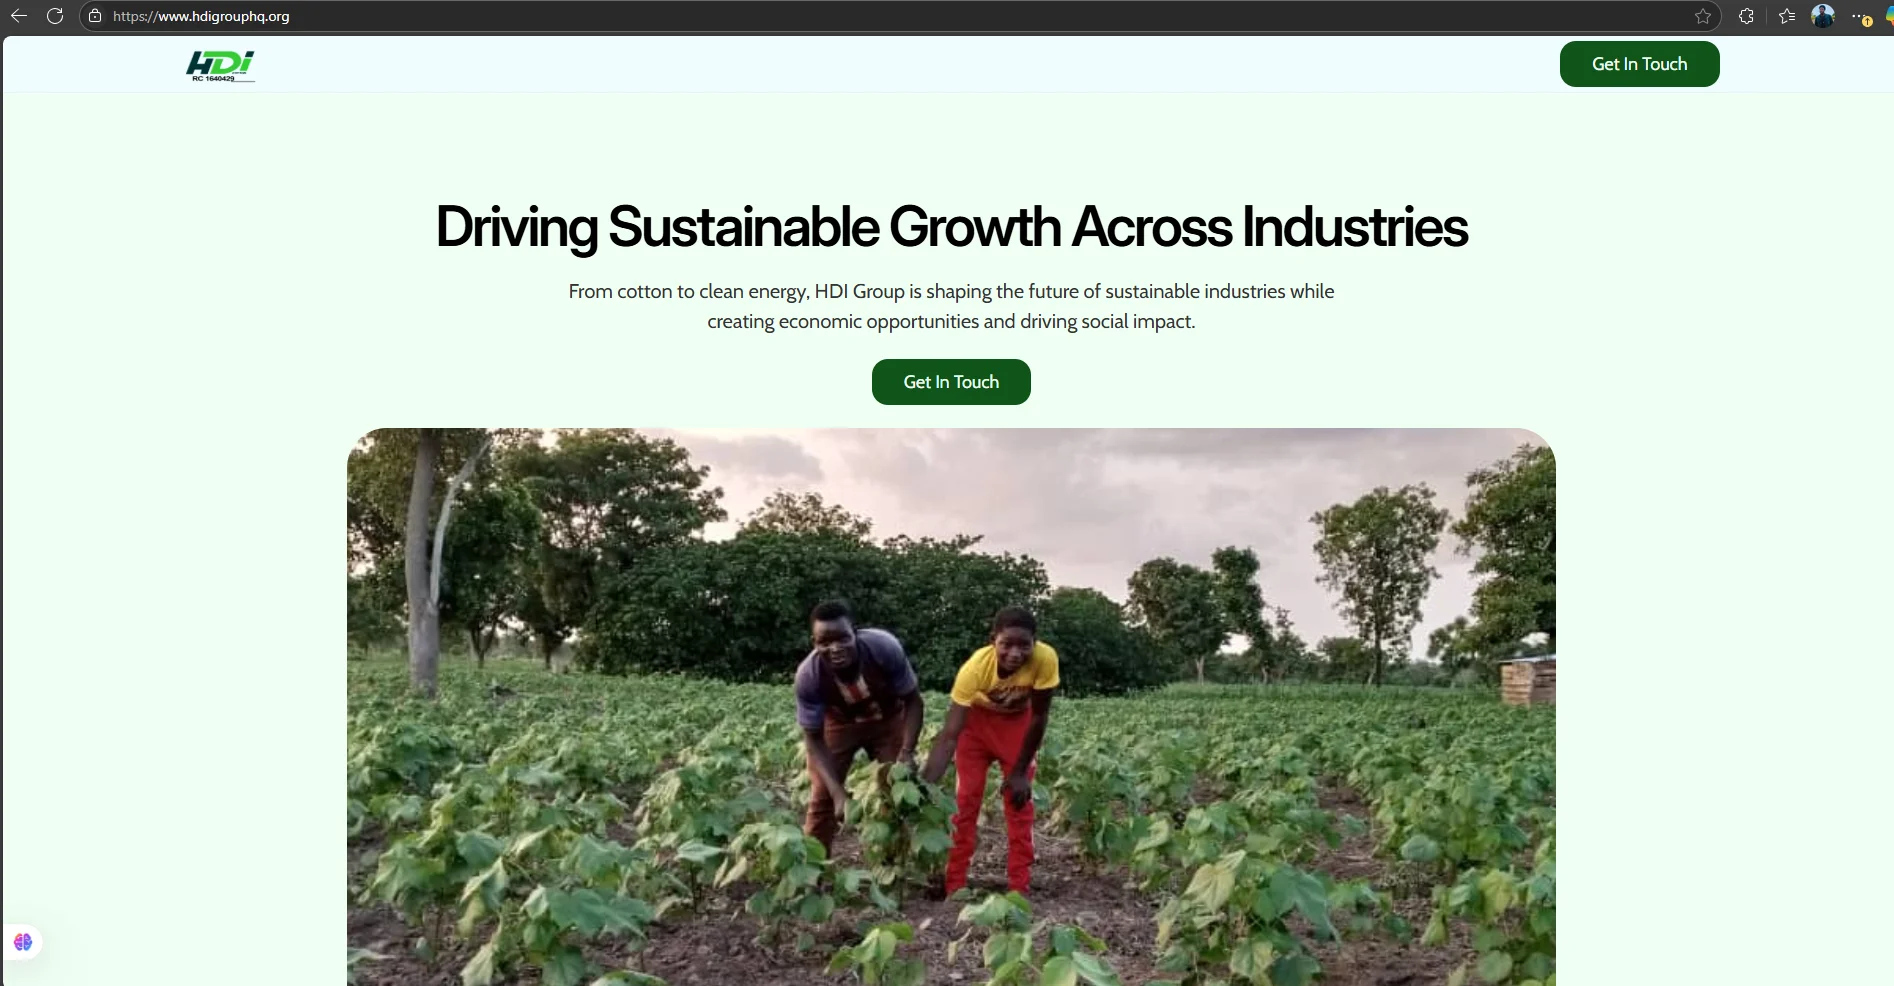 https://www.hdigrouphq.org
HDi
RC 1640429
Get In Touch
Driving Sustainable Growth Across Industries
From cotton to clean energy, HDI Group is shaping the future of sustainable industries while
creating economic opportunities and driving social impact.
Get In Touch